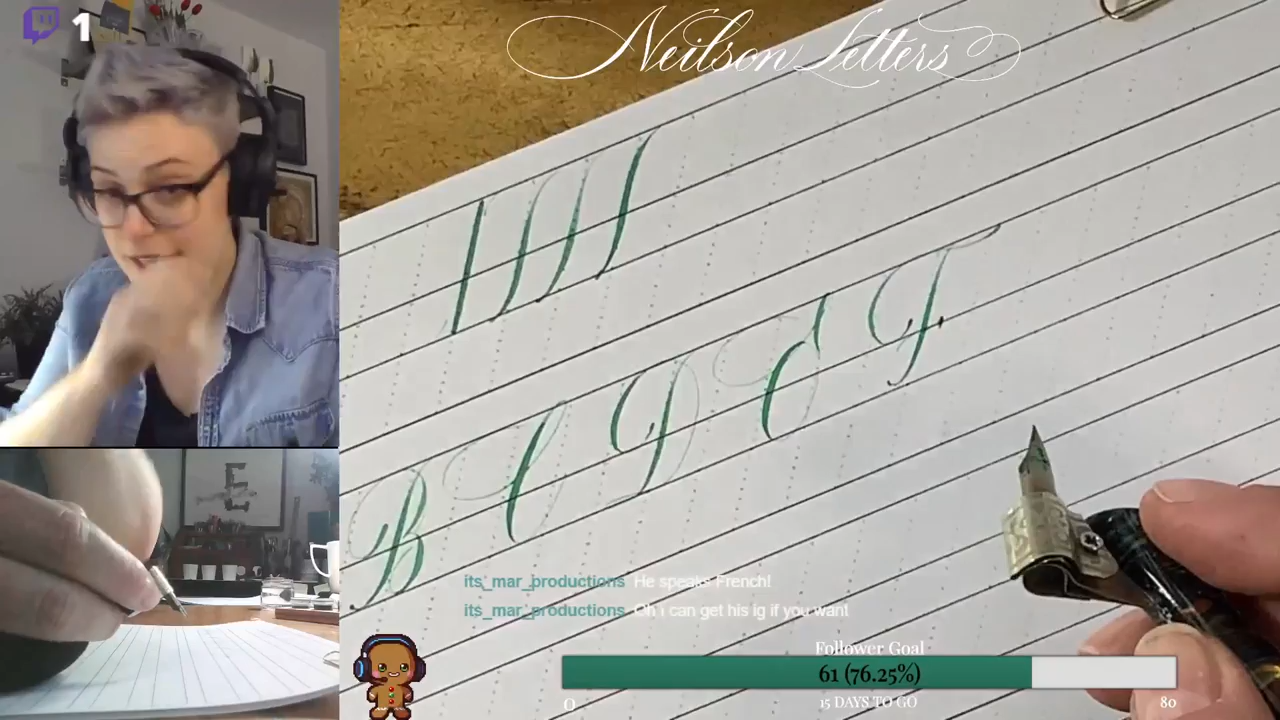 1
Neilson Letters
B C D E T
its_mar_productions He speaks French!
its_mar_productions Oh i can get his ig if you want
Follower Goal
61 (76.25%)
0 15 DAYS TO GO 80